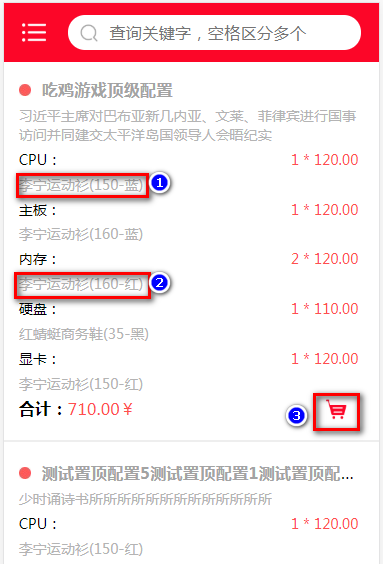 查询关键字，空格区分多个
吃鸡游戏顶级配置
习近平主席对巴布亚新几内亚、文莱、菲律宾进行国事
访问并同建交太平洋岛国领导人会晤纪实
CPU： 1 * 120.00
李宁运动衫(150-蓝) 1
主板： 1 * 120.00
李宁运动衫(160-蓝)
内存： 2 * 120.00
李宁运动衫(160-红) 2
硬盘： 1 * 110.00
红蜻蜓商务鞋(35-黑)
显卡： 1 * 120.00
李宁运动衫(150-红)
合计：710.00￥ 3
测试置顶配置5测试置顶配置1测试置顶配...
少时诵诗书所所所所所所所所所所所所所
CPU： 1 * 120.00
李宁运动衫(150-红)